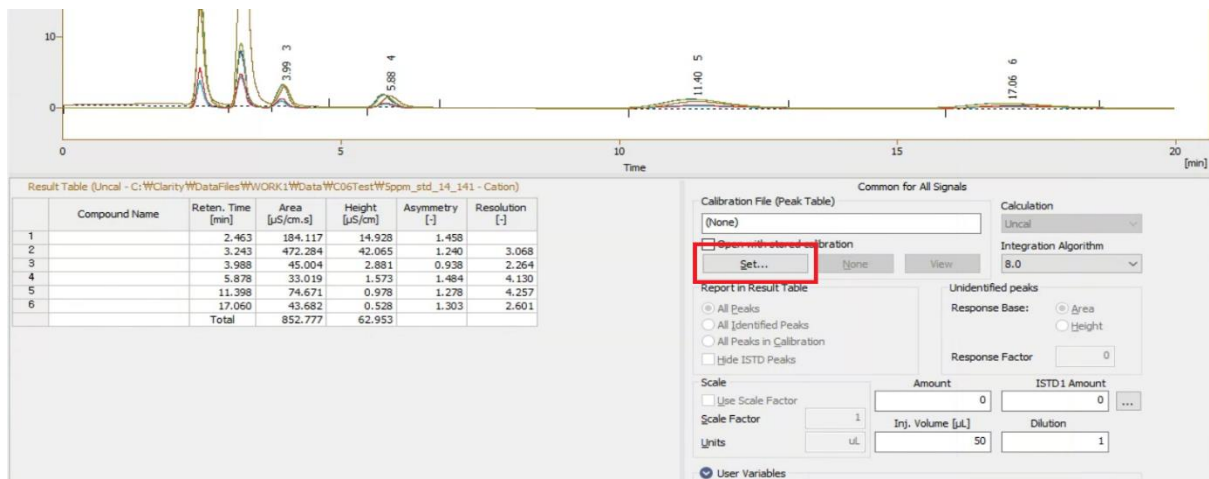 10
0
3.99 3
5.88 4
11.40 5
17.06 6
0 5 10 15 20
Time
[min]
Result Table (Uncal - C:₩Clarity₩DataFiles₩WORK1₩Data₩C06Test₩5ppm_std_14_141 - Cation)
Compound Name Reten. Time [min] Area [µS/cm.s] Height [µS/cm] Asymmetry [-] Resolution [-]
1 2.463 184.117 14.928 1.458
2 3.243 472.284 42.065 1.240 3.068
3 3.988 45.004 2.881 0.938 2.264
4 5.878 33.019 1.573 1.484 4.130
5 11.398 74.671 0.978 1.278 4.257
6 17.060 43.682 0.528 1.303 2.601
Total 852.777 62.953
Common for All Signals
Calibration File (Peak Table)
(None)
Open with stored calibration
Set... None View
Calculation
Uncal
Integration Algorithm
8.0
Report in Result Table
All Peaks
All Identified Peaks
All Peaks in Calibration
Hide ISTD Peaks
Unidentified peaks
Response Base: Area
Height
Response Factor 0
Scale
Use Scale Factor
Scale Factor 1
Units uL
Amount
0
ISTD1 Amount
0 ...
Inj. Volume [µL]
50
Dilution
1
User Variables